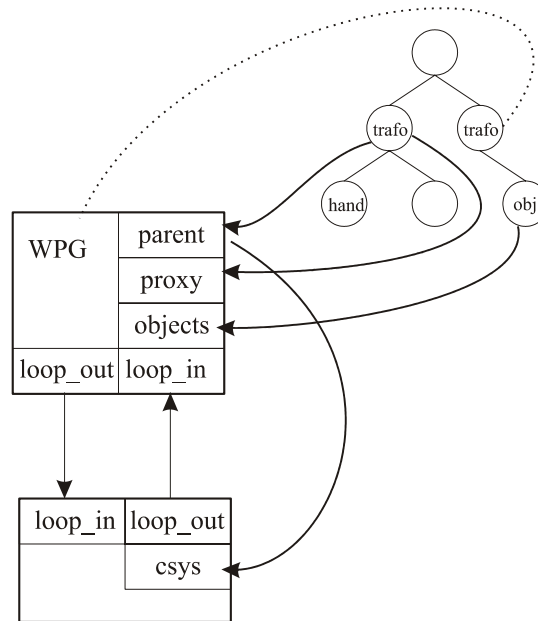 trafo
trafo
hand
obj
WPG
parent
proxy
objects
loop_out
loop_in
loop_in
loop_out
csys